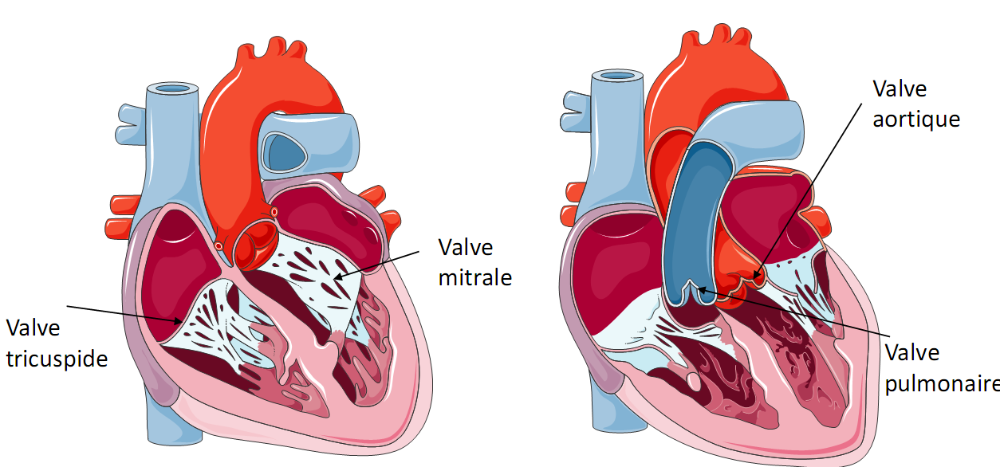 Valve
aortique
Valve
mitrale
Valve
tricuspide
Valve
pulmonaire